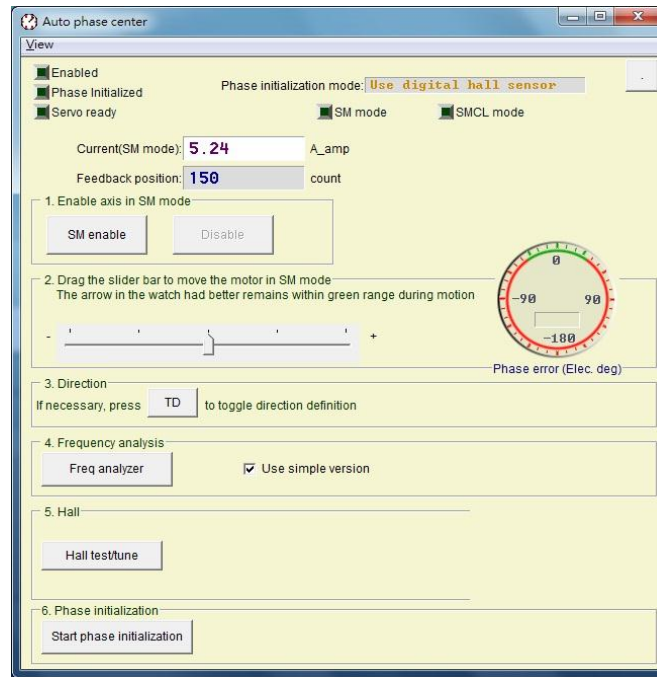 Auto phase center
View
Enabled
Phase Initialized
Servo ready
Phase initialization mode: Use digital hall sensor
.
SM mode
SMCL mode
Current(SM mode): 5.24 A_amp
Feedback position: 150 count
1. Enable axis in SM mode
SM enable
Disable
2. Drag the slider bar to move the motor in SM mode
The arrow in the watch had better remains within green range during motion
- +
0
-90 90
-180
Phase error (Elec. deg)
3. Direction
If necessary, press TD to toggle direction definition
4. Frequency analysis
Freq analyzer
Use simple version
5. Hall
Hall test/tune
6. Phase initialization
Start phase initialization